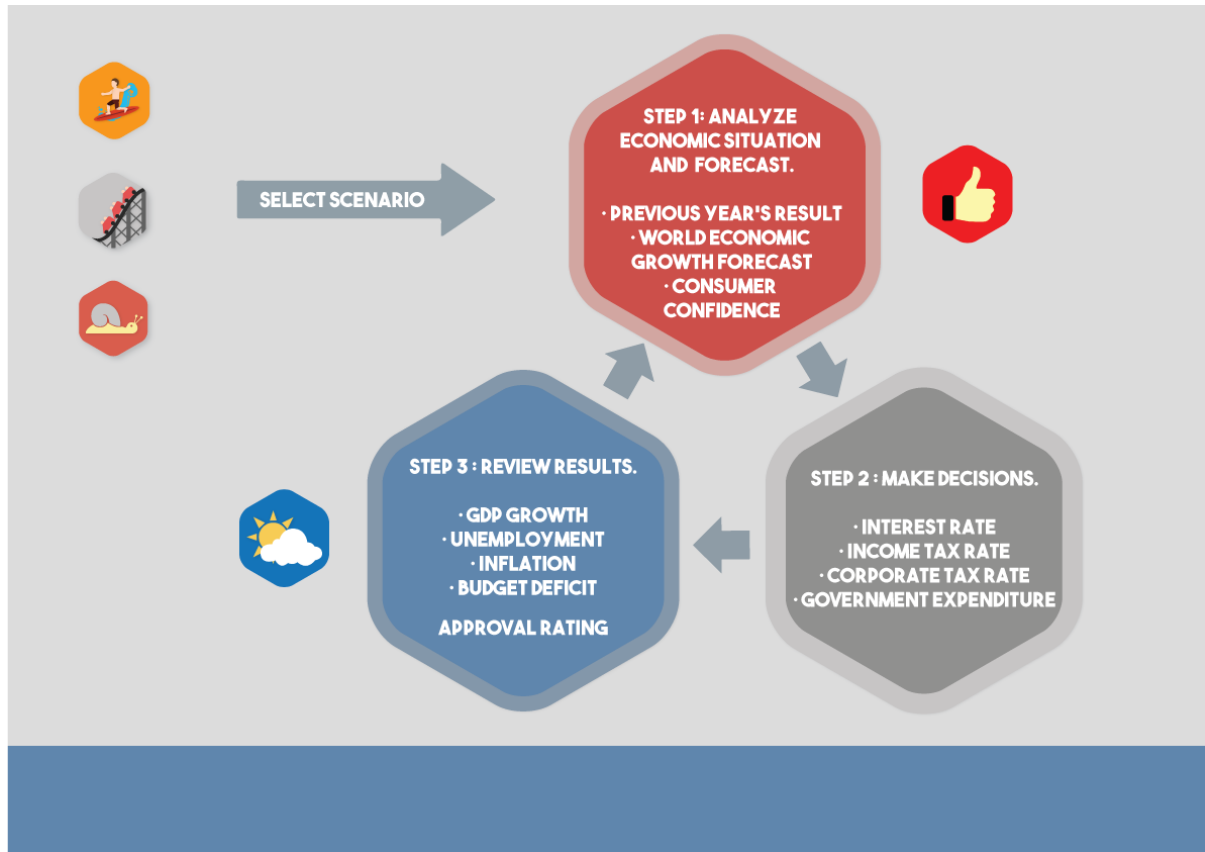 SELECT SCENARIO
STEP 1: ANALYZE
ECONOMIC SITUATION
AND FORECAST.
· PREVIOUS YEAR'S RESULT
· WORLD ECONOMIC
GROWTH FORECAST
· CONSUMER
CONFIDENCE
STEP 2 : MAKE DECISIONS.
· INTEREST RATE
· INCOME TAX RATE
· CORPORATE TAX RATE
· GOVERNMENT EXPENDITURE
STEP 3 : REVIEW RESULTS.
· GDP GROWTH
· UNEMPLOYMENT
· INFLATION
· BUDGET DEFICIT
APPROVAL RATING